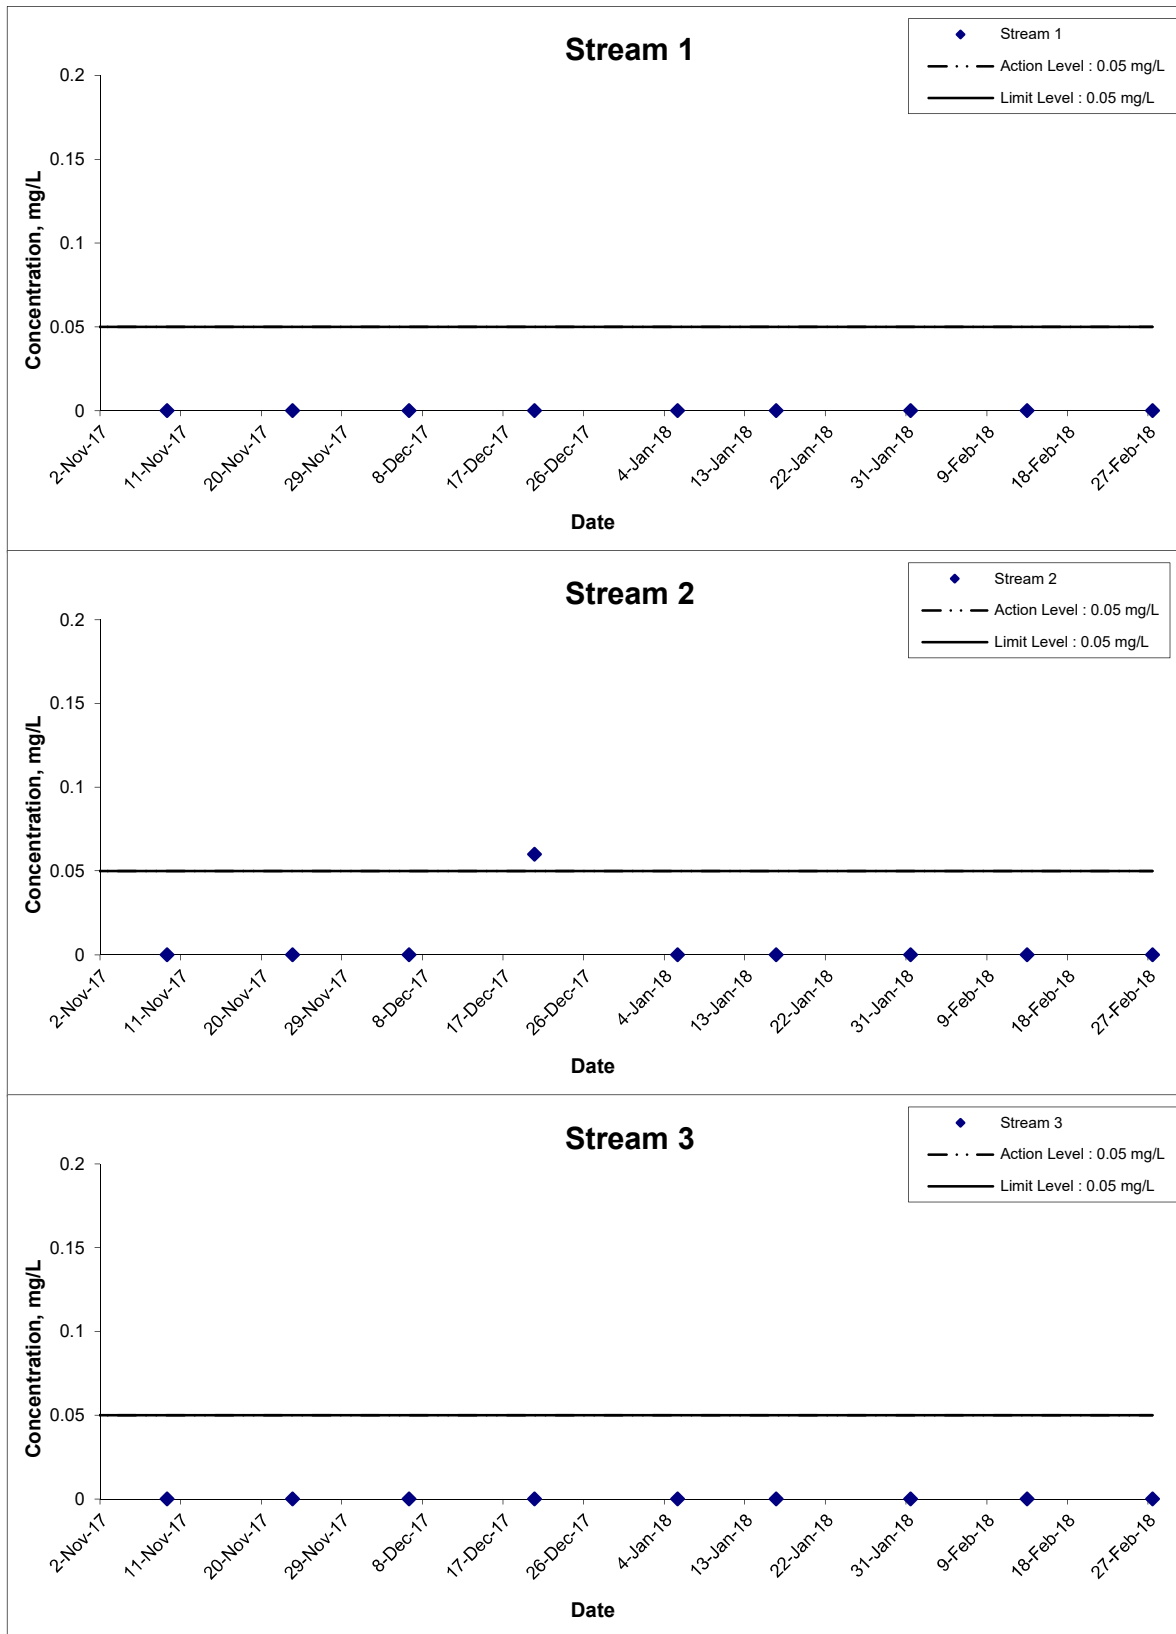 Stream 1
Stream 1
Action Level : 0.05 mg/L
Limit Level : 0.05 mg/L
Concentration, mg/L
0.2
0.15
0.1
0.05
0
2-Nov-17
11-Nov-17
20-Nov-17
29-Nov-17
8-Dec-17
17-Dec-17
26-Dec-17
4-Jan-18
13-Jan-18
22-Jan-18
31-Jan-18
9-Feb-18
18-Feb-18
27-Feb-18
Date
Stream 2
Stream 2
Action Level : 0.05 mg/L
Limit Level : 0.05 mg/L
Concentration, mg/L
0.2
0.15
0.1
0.05
0
2-Nov-17
11-Nov-17
20-Nov-17
29-Nov-17
8-Dec-17
17-Dec-17
26-Dec-17
4-Jan-18
13-Jan-18
22-Jan-18
31-Jan-18
9-Feb-18
18-Feb-18
27-Feb-18
Date
Stream 3
Stream 3
Action Level : 0.05 mg/L
Limit Level : 0.05 mg/L
Concentration, mg/L
0.2
0.15
0.1
0.05
0
2-Nov-17
11-Nov-17
20-Nov-17
29-Nov-17
8-Dec-17
17-Dec-17
26-Dec-17
4-Jan-18
13-Jan-18
22-Jan-18
31-Jan-18
9-Feb-18
18-Feb-18
27-Feb-18
Date